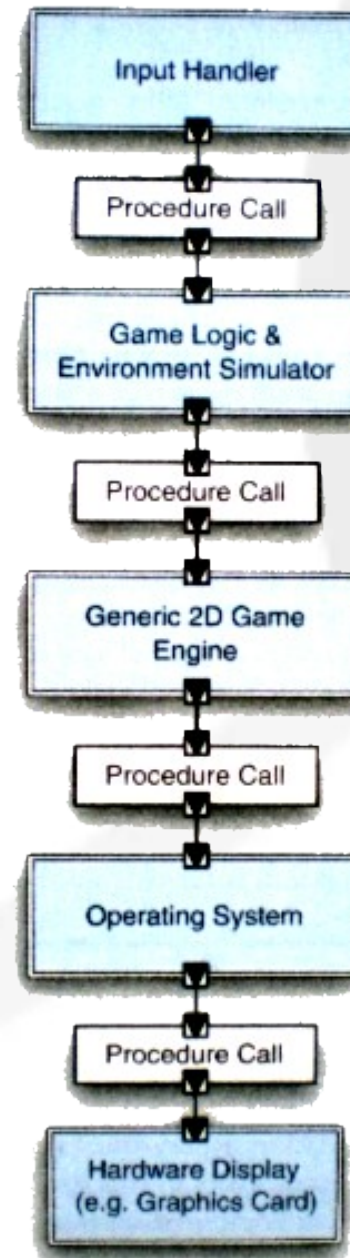 Input Handler
Procedure Call
Game Logic &
Environment Simulator
Procedure Call
Generic 2D Game
Engine
Procedure Call
Operating System
Procedure Call
Hardware Display
(e.g. Graphics Card)